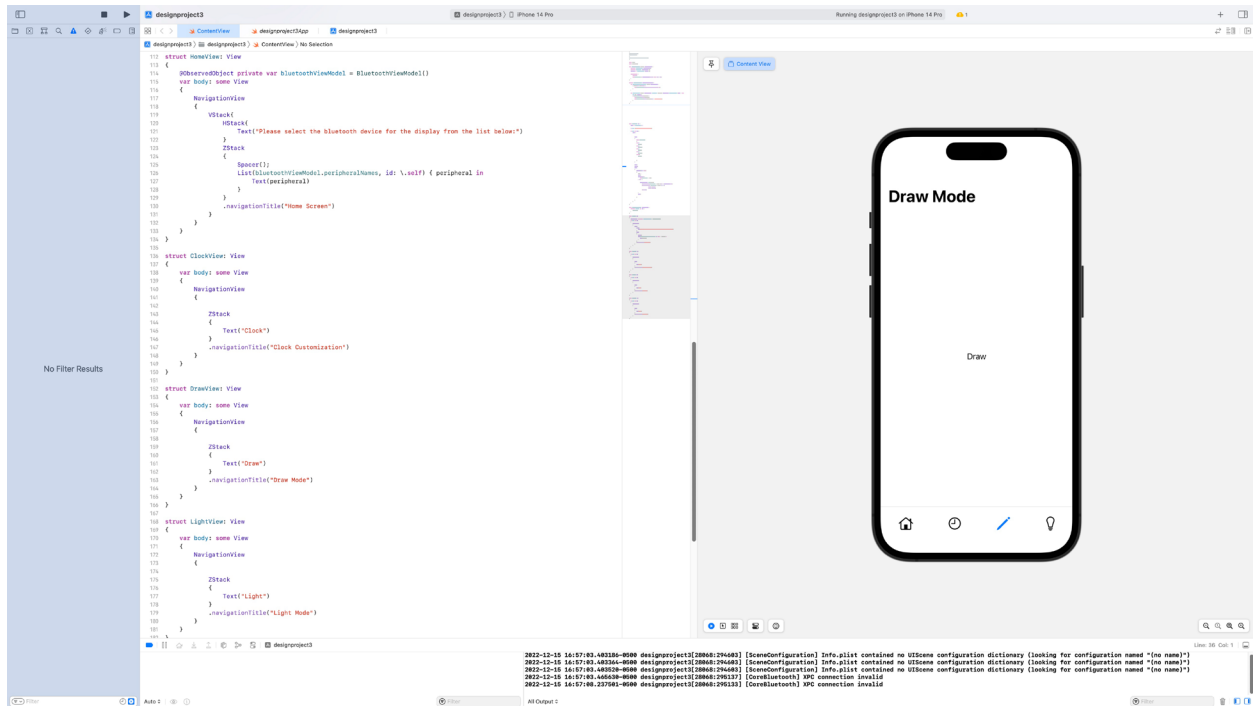 designproject3
designproject3 〉 iPhone 14 Pro
Running designproject3 on iPhone 14 Pro
1
ContentView
designproject3App
designproject3
designproject3 〉 designproject3 〉 ContentView 〉 No Selection
112 struct HomeView: View
113 {
114 @ObservedObject private var bluetoothViewModel = BluetoothViewModel()
115 var body: some View
116 {
117 NavigationView
118 {
119 VStack{
120 HStack{
121 Text("Please select the bluetooth device for the display from the list below:")
122 }
123 ZStack
124 {
125 Spacer();
126 List(bluetoothViewModel.peripheralNames, id: \.self) { peripheral in
127 Text(peripheral)
128 }
129 }
130 .navigationTitle("Home Screen")
131 }
132 }
133 }
134 }
135
136 struct ClockView: View
137 {
138 var body: some View
139 {
140 NavigationView
141 {
142
143 ZStack
144 {
145 Text("Clock")
146 }
147 .navigationTitle("Clock Customization")
148 }
149 }
150 }
151
152 struct DrawView: View
153 {
154 var body: some View
155 {
156 NavigationView
157 {
158
159 ZStack
160 {
161 Text("Draw")
162 }
163 .navigationTitle("Draw Mode")
164 }
165 }
166 }
167
168 struct LightView: View
169 {
170 var body: some View
171 {
172 NavigationView
173 {
174
175 ZStack
176 {
177 Text("Light")
178 }
179 .navigationTitle("Light Mode")
180 }
181 }
182 }
No Filter Results
Content View
Draw Mode
Draw
designproject3
Line: 36 Col: 1
2022-12-15 16:57:03.403186-0500 designproject3[28068:294603] [SceneConfiguration] Info.plist contained no UIScene configuration dictionary (looking for configuration named "(no name)")
2022-12-15 16:57:03.403364-0500 designproject3[28068:294603] [SceneConfiguration] Info.plist contained no UIScene configuration dictionary (looking for configuration named "(no name)")
2022-12-15 16:57:03.403520-0500 designproject3[28068:294603] [SceneConfiguration] Info.plist contained no UIScene configuration dictionary (looking for configuration named "(no name)")
2022-12-15 16:57:03.465630-0500 designproject3[28068:295137] [CoreBluetooth] XPC connection invalid
2022-12-15 16:57:08.237501-0500 designproject3[28068:295133] [CoreBluetooth] XPC connection invalid
Filter
Auto
Filter
All Output
Filter